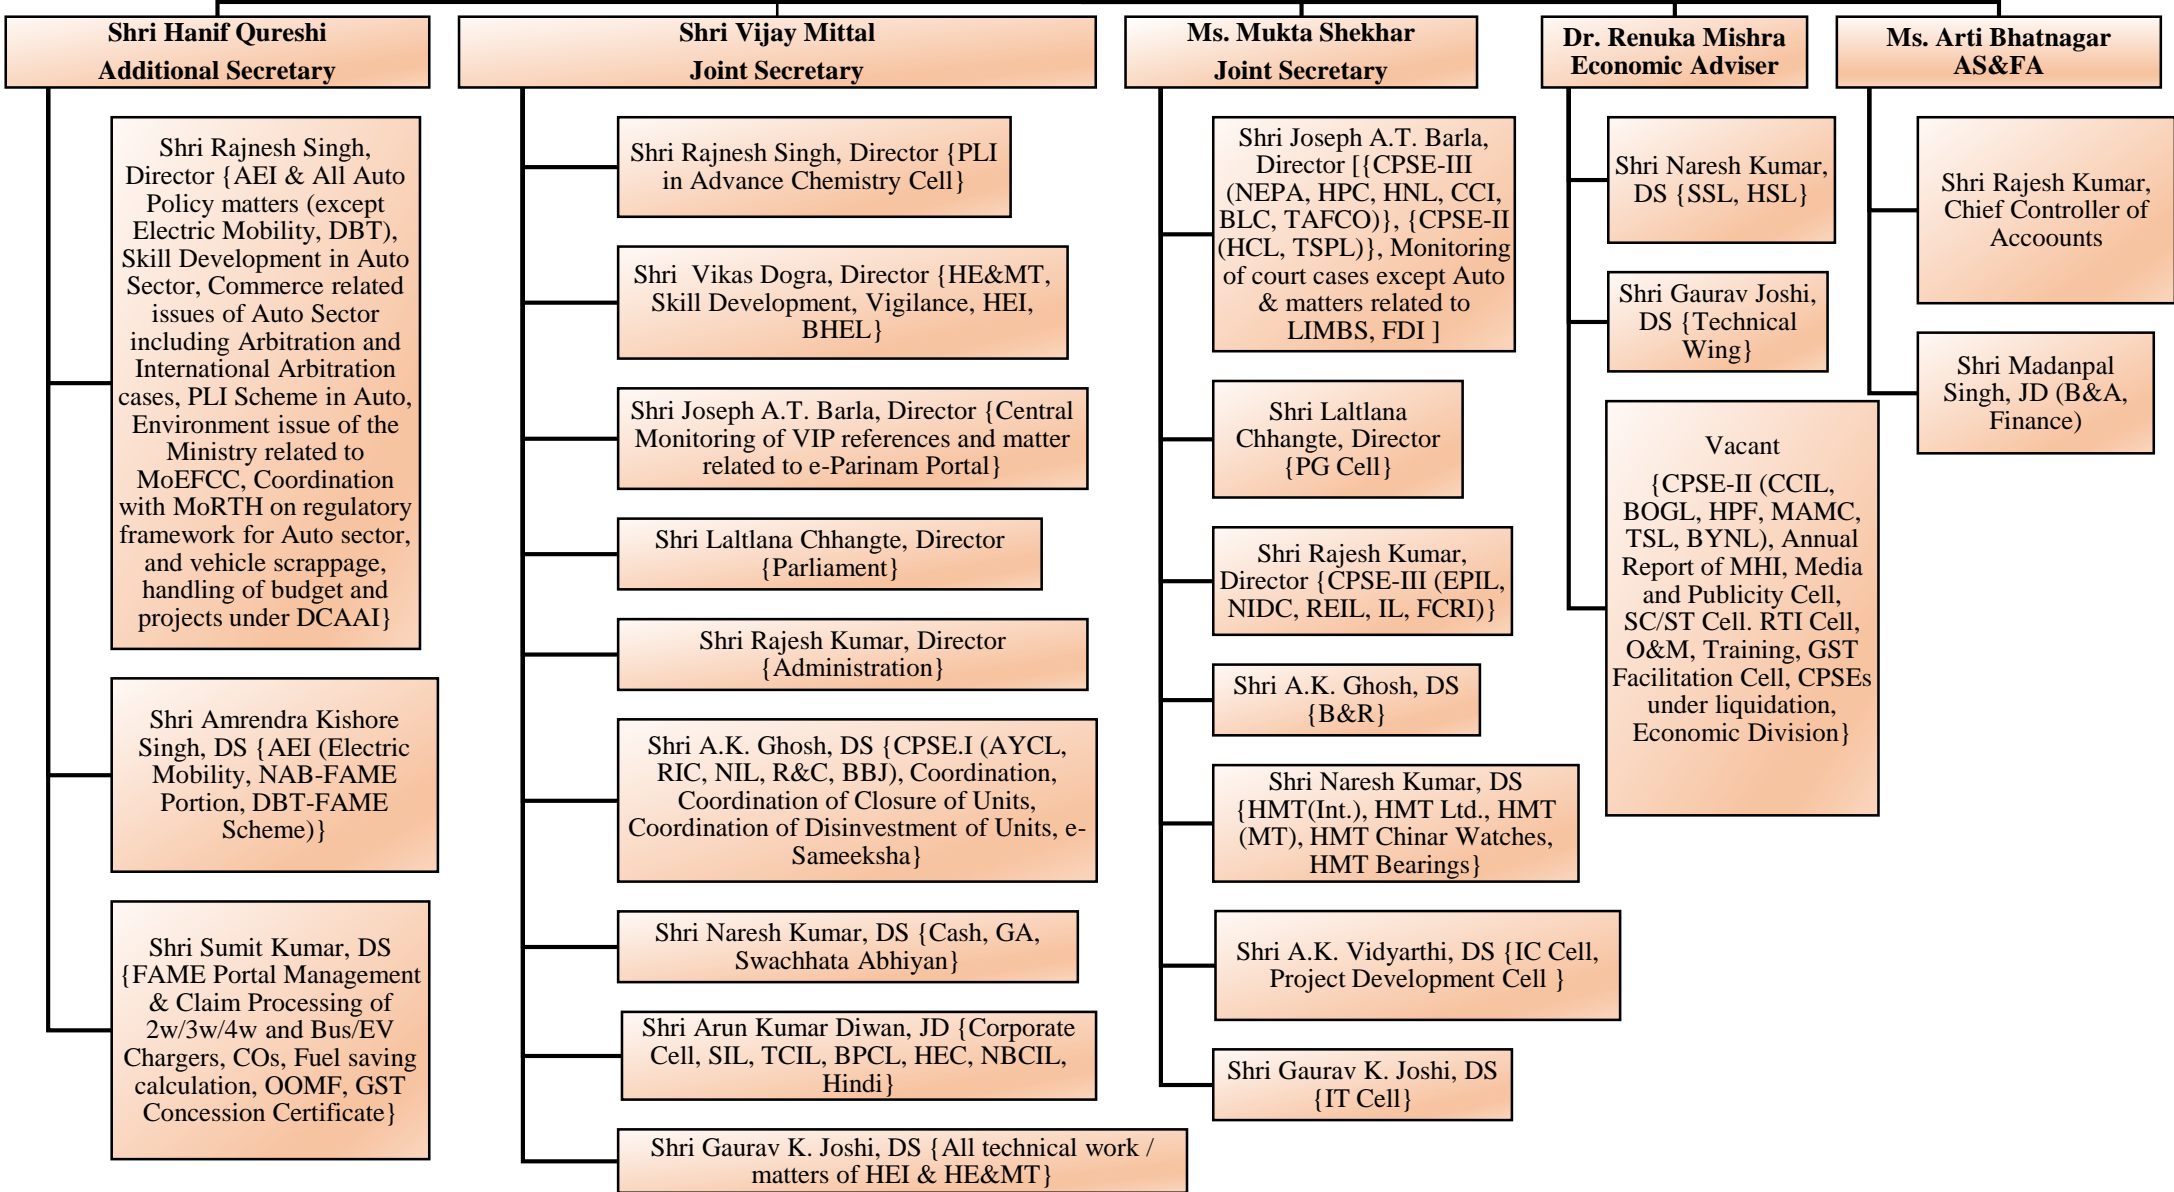 Shri Hanif Qureshi
Additional Secretary
Shri Rajnesh Singh,
Director {AEI & All Auto
Policy matters (except
Electric Mobility, DBT),
Skill Development in Auto
Sector, Commerce related
issues of Auto Sector
including Arbitration and
International Arbitration
cases, PLI Scheme in Auto,
Environment issue of the
Ministry related to
MoEFCC, Coordination
with MoRTH on regulatory
framework for Auto sector,
and vehicle scrappage,
handling of budget and
projects under DCAAI}
Shri Amrendra Kishore
Singh, DS {AEI (Electric
Mobility, NAB-FAME
Portion, DBT-FAME
Scheme)}
Shri Sumit Kumar, DS
{FAME Portal Management
& Claim Processing of
2w/3w/4w and Bus/EV
Chargers, COs, Fuel saving
calculation, OOMF, GST
Concession Certificate}
Shri Vijay Mittal
Joint Secretary
Shri Rajnesh Singh, Director {PLI
in Advance Chemistry Cell}
Shri Vikas Dogra, Director {HE&MT,
Skill Development, Vigilance, HEI,
BHEL}
Shri Joseph A.T. Barla, Director {Central
Monitoring of VIP references and matter
related to e-Parinam Portal}
Shri Laltlana Chhangte, Director
{Parliament}
Shri Rajesh Kumar, Director
{Administration}
Shri A.K. Ghosh, DS {CPSE.I (AYCL,
RIC, NIL, R&C, BBJ), Coordination,
Coordination of Closure of Units,
Coordination of Disinvestment of Units, e-
Sameeksha}
Shri Naresh Kumar, DS {Cash, GA,
Swachhata Abhiyan}
Shri Arun Kumar Diwan, JD {Corporate
Cell, SIL, TCIL, BPCL, HEC, NBCIL,
Hindi}
Shri Gaurav K. Joshi, DS {All technical work /
matters of HEI & HE&MT}
Ms. Mukta Shekhar
Joint Secretary
Shri Joseph A.T. Barla,
Director [{CPSE-III
(NEPA, HPC, HNL, CCI,
BLC, TAFCO)}, {CPSE-II
(HCL, TSPL)}, Monitoring
of court cases except Auto
& matters related to
LIMBS, FDI ]
Shri Laltlana
Chhangte, Director
{PG Cell}
Shri Rajesh Kumar,
Director {CPSE-III (EPIL,
NIDC, REIL, IL, FCRI)}
Shri A.K. Ghosh, DS
{B&R}
Shri Naresh Kumar, DS
{HMT(Int.), HMT Ltd., HMT
(MT), HMT Chinar Watches,
HMT Bearings}
Shri A.K. Vidyarthi, DS {IC Cell,
Project Development Cell }
Shri Gaurav K. Joshi, DS
{IT Cell}
Dr. Renuka Mishra
Economic Adviser
Shri Naresh Kumar,
DS {SSL, HSL}
Shri Gaurav Joshi,
DS {Technical
Wing}
Vacant
{CPSE-II (CCIL,
BOGL, HPF, MAMC,
TSL, BYNL), Annual
Report of MHI, Media
and Publicity Cell,
SC/ST Cell. RTI Cell,
O&M, Training, GST
Facilitation Cell, CPSEs
under liquidation,
Economic Division}
Ms. Arti Bhatnagar
AS&FA
Shri Rajesh Kumar,
Chief Controller of
Accoounts
Shri Madanpal
Singh, JD (B&A,
Finance)